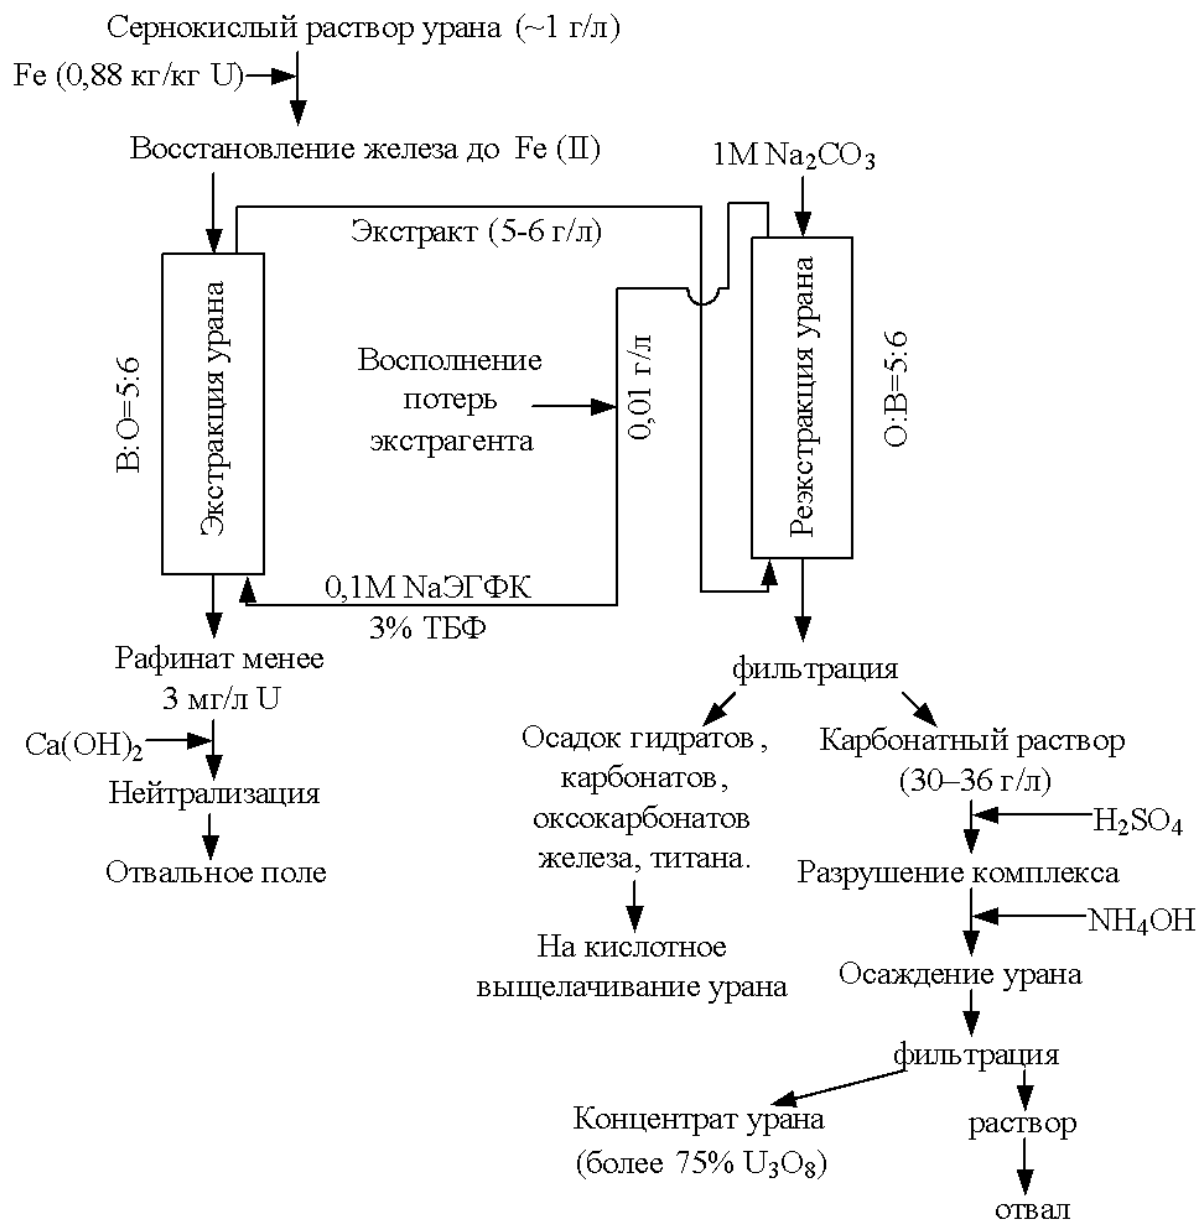 Сернокислый раствор урана (~1 г/л)
Fe (0,88 кг/кг U)
Восстановление железа до Fe (II)
1M Na₂CO₃
Экстракт (5-6 г/л)
Экстракция урана
В:О=5:6
Восполнение
потерь
экстрагента
0,01 г/л
Реэкстракция урана
О:В=5:6
0,1М NaЭГФК
3% ТБФ
Рафинат менее
3 мг/л U
Ca(OH)₂
Нейтрализация
Отвальное поле
фильтрация
Осадок гидратов,
карбонатов,
оксокарбонатов
железа, титана.
На кислотное
выщелачивание урана
Карбонатный раствор
(30–36 г/л)
H₂SO₄
Разрушение комплекса
NH₄OH
Осаждение урана
фильтрация
Концентрат урана
(более 75% U₃O₈)
раствор
отвал